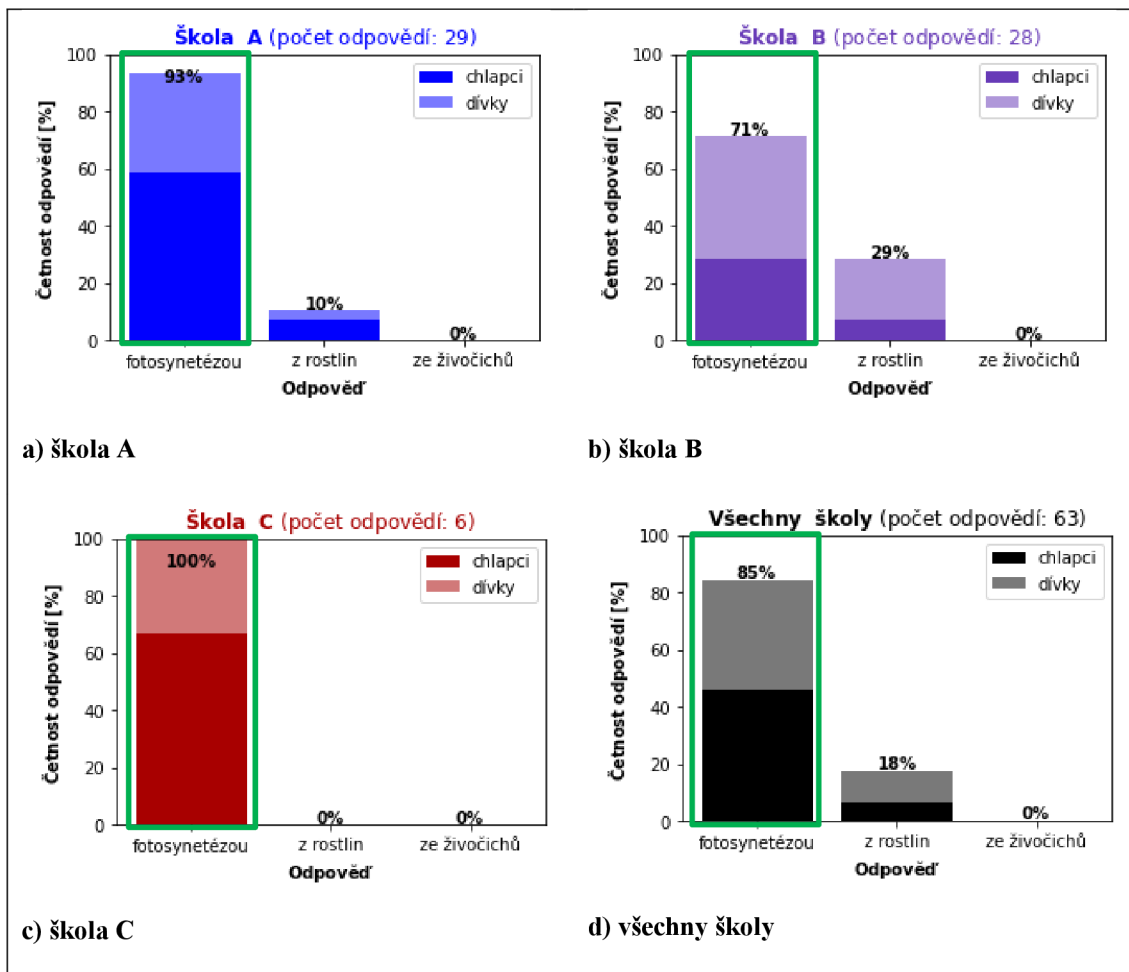 Škola A (počet odpovědí: 29)
Četnost odpovědí [%]
100
80
60
40
20
0
93%
10%
0%
chlapci
dívky
fotosynetézou
z rostlin
ze živočichů
Odpověď
a) škola A
Škola B (počet odpovědí: 28)
Četnost odpovědí [%]
100
80
60
40
20
0
71%
29%
0%
chlapci
dívky
fotosynetézou
z rostlin
ze živočichů
Odpověď
b) škola B
Škola C (počet odpovědí: 6)
Četnost odpovědí [%]
100
80
60
40
20
0
100%
0%
0%
chlapci
dívky
fotosynetézou
z rostlin
ze živočichů
Odpověď
c) škola C
Všechny školy (počet odpovědí: 63)
Četnost odpovědí [%]
100
80
60
40
20
0
85%
18%
0%
chlapci
dívky
fotosynetézou
z rostlin
ze živočichů
Odpověď
d) všechny školy